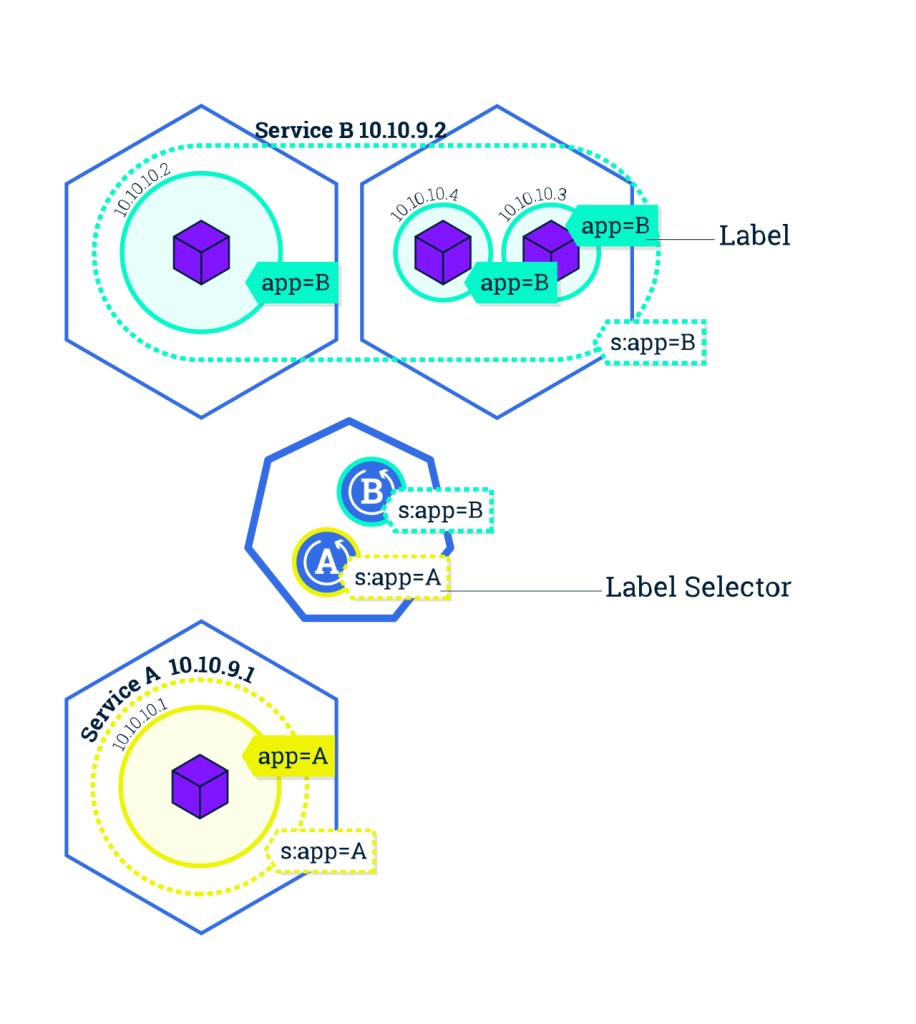 Service B 10.10.9.2
10.10.10.2
10.10.10.4
10.10.10.3
app=B
Label
app=B
app=B
s:app=B
B
s:app=B
A
s:app=A
Label Selector
Service A 10.10.9.1
10.10.10.1
app=A
s:app=A